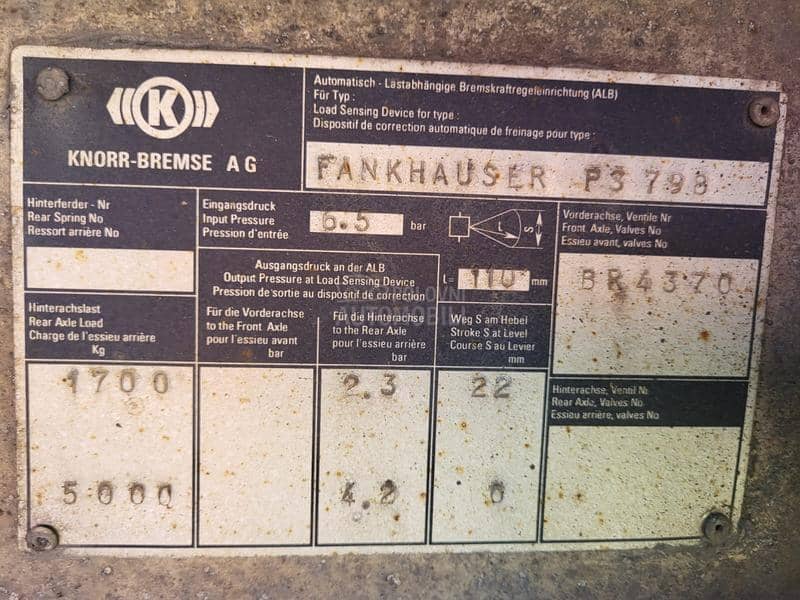 K
KNORR-BREMSE AG
Automatisch - Lastabhängige Bremskraftregeleinrichtung (ALB)
Für Typ:
Load Sensing Device for type:
Dispositif de correction automatique de freinage pour type:
FANKHAUSER P3 798
Hinterfeder - Nr
Rear Spring No
Ressort arrière No
Eingangsdruck
Input Pressure
Pression d'entrée
6.5 bar
L
S
Vorderachse, Ventile Nr
Front Axle, Valves No
Essieu avant, valves No
BR4370
Ausgangsdruck an der ALB
Output Pressure at Load Sensing Device
Pression de sortie au dispositif de correction
L= 110 mm
Hinterachslast
Rear Axle Load
Charge de l'essieu arrière
Kg
Für die Vorderachse
to the Front Axle
pour l'essieu avant
bar
Für die Hinterachse
to the Rear Axle
pour l'essieu arrière
bar
Weg S am Hebel
Stroke S at Level
Course S au Levier
mm
1700 2.3 22
5000 4.2 0
Hinterachse, Ventil Nr
Rear Axle, Valves No
Essieu arrière, valves No